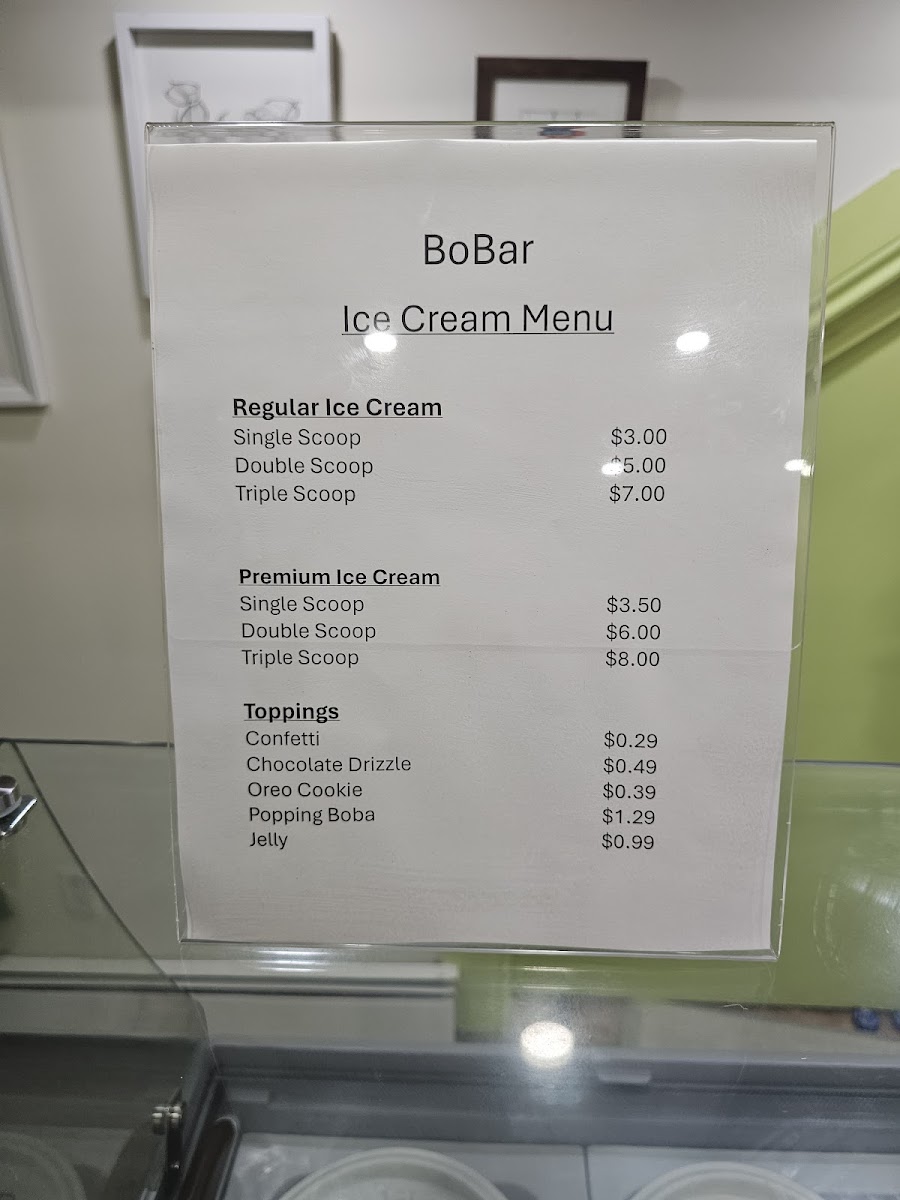 BoBar
Ice Cream Menu
Regular Ice Cream
Single Scoop $3.00
Double Scoop $5.00
Triple Scoop $7.00
Premium Ice Cream
Single Scoop $3.50
Double Scoop $6.00
Triple Scoop $8.00
Toppings
Confetti $0.29
Chocolate Drizzle $0.49
Oreo Cookie $0.39
Popping Boba $1.29
Jelly $0.99